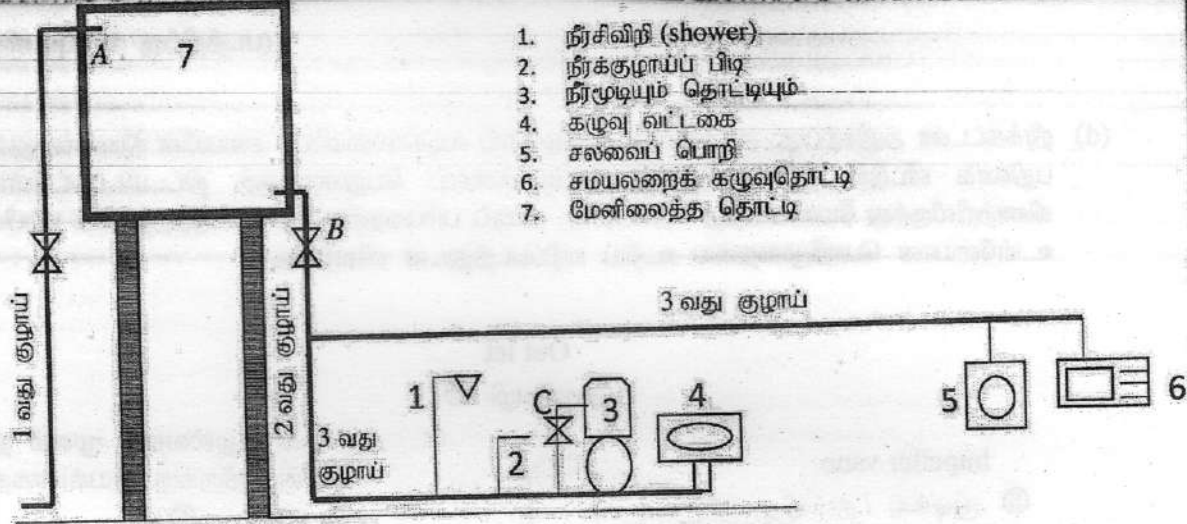 1. நீர்சிவிறி (shower)
2. நீர்க்குழாய்ப் பிடி
3. நீர்மூடியும் தொட்டியும்
4. கழுவு வட்டகை
5. சலவைப் பொறி
6. சமயலறைக் கழுவுதொட்டி
7. மேனிலைத்த தொட்டி
A
7
B
1 வது குழாய்
2 வது குழாய்
3 வது குழாய்
3 வது
குழாய்
1
2
C
3
4
5
6